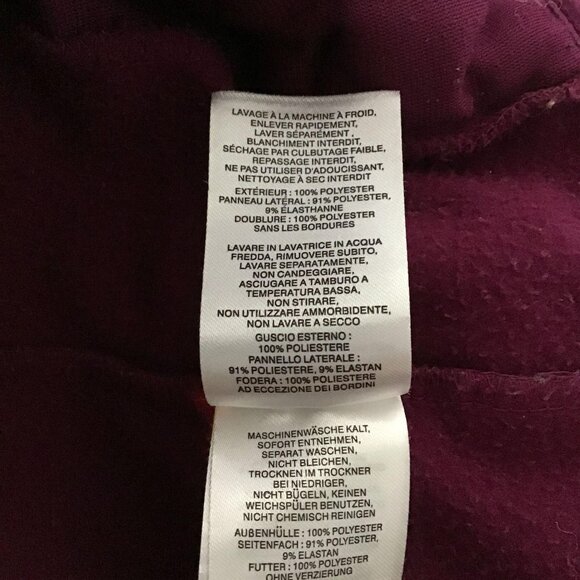 LAVAGE À LA MACHINE À FROID,
ENLEVER RAPIDEMENT,
LAVER SÉPARÉMENT,
BLANCHIMENT INTERDIT,
SÉCHAGE PAR CULBUTAGE FAIBLE,
REPASSAGE INTERDIT,
NE PAS UTILISER D'ADOUCISSANT,
NETTOYAGE À SEC INTERDIT
EXTÉRIEUR : 100% POLYESTER
PANNEAU LATÉRAL : 91% POLYESTER,
9% ÉLASTHANNE
DOUBLURE : 100% POLYESTER
SANS LES BORDURES
LAVARE IN LAVATRICE IN ACQUA
FREDDA, RIMUOVERE SUBITO,
LAVARE SEPARATAMENTE,
NON CANDEGGIARE,
ASCIUGARE A TAMBURO A
TEMPERATURA BASSA,
NON STIRARE,
NON UTILIZZARE AMMORBIDENTE,
NON LAVARE A SECCO
GUSCIO ESTERNO :
100% POLIESTERE
PANNELLO LATERALE :
91% POLIESTERE, 9% ELASTAN
FODERA : 100% POLIESTERE
AD ECCEZIONE DEI BORDINI
MASCHINENWÄSCHE KALT,
SOFORT ENTNEHMEN,
SEPARAT WASCHEN,
NICHT BLEICHEN,
TROCKNEN IM TROCKNER
BEI NIEDRIGER,
NICHT BÜGELN, KEINEN
WEICHSPÜLER BENUTZEN,
NICHT CHEMISCH REINIGEN
AUßENHÜLLE : 100% POLYESTER
SEITENFACH : 91% POLYESTER,
9% ELASTAN
FUTTER : 100% POLYESTER
OHNE VERZIERUNG